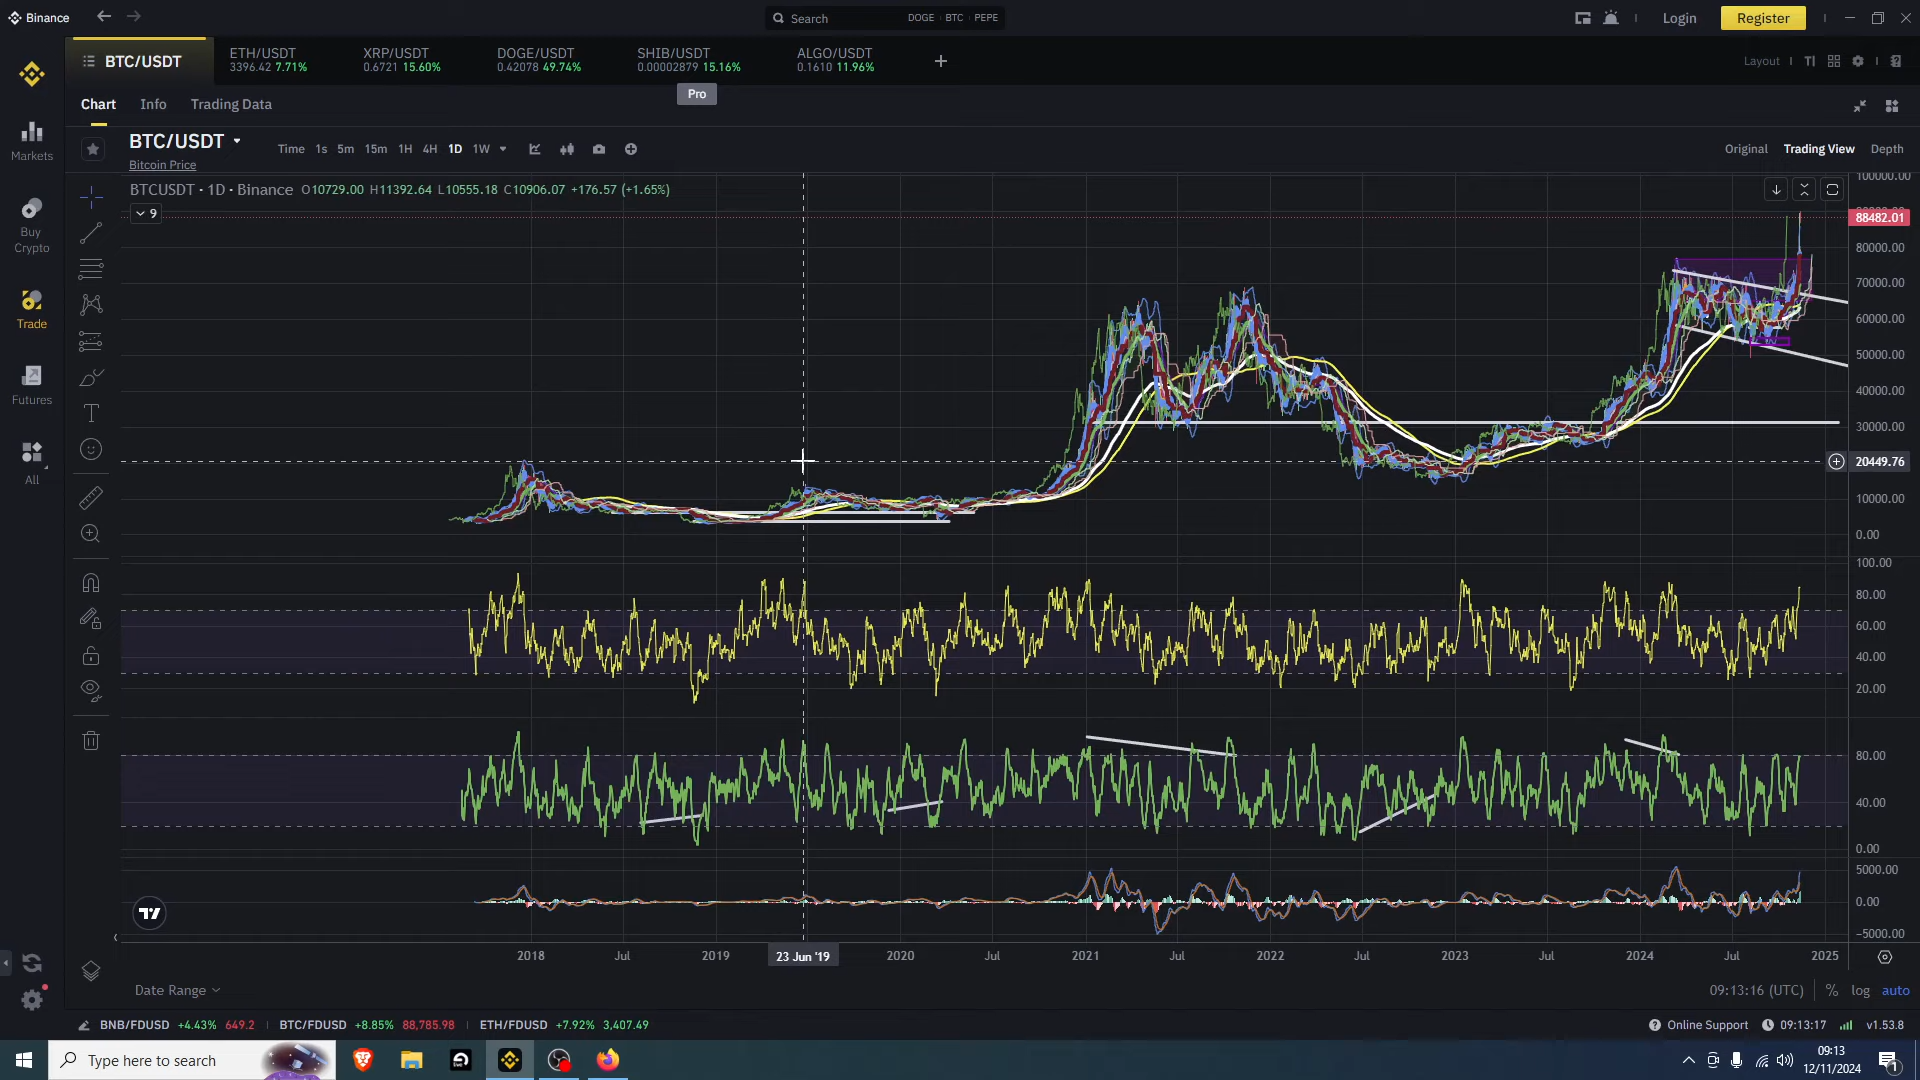 Binance
Search DOGE BTC PEPE
Login
Register
BTC/USDT
ETH/USDT
3396.42 7.71%
XRP/USDT
0.6721 15.60%
DOGE/USDT
0.42078 49.74%
SHIB/USDT
0.00002879 15.16%
ALGO/USDT
0.1610 11.96%
Layout
Pro
Chart Info Trading Data
BTC/USDT
Bitcoin Price
Time 1s 5m 15m 1H 4H 1D 1W
Original Trading View Depth
BTCUSDT · 1D · Binance O10729.00 H11392.64 L10555.18 C10906.07 +176.57 (+1.65%)
9
Markets
Buy
Crypto
Trade
Futures
All
100000.00
88482.01
80000.00
70000.00
60000.00
50000.00
40000.00
30000.00
20449.76
10000.00
0.00
100.00
80.00
60.00
40.00
20.00
80.00
40.00
0.00
5000.00
0.00
−5000.00
2018 Jul 2019 23 Jun '19 2020 Jul 2021 Jul 2022 Jul 2023 Jul 2024 Jul 2025
Date Range
09:13:16 (UTC) % log auto
BNB/FDUSD +4.43% 649.2 BTC/FDUSD +8.85% 88,785.98 ETH/FDUSD +7.92% 3,407.49
Online Support 09:13:17 v1.53.8
Type here to search
09:13
12/11/2024
1